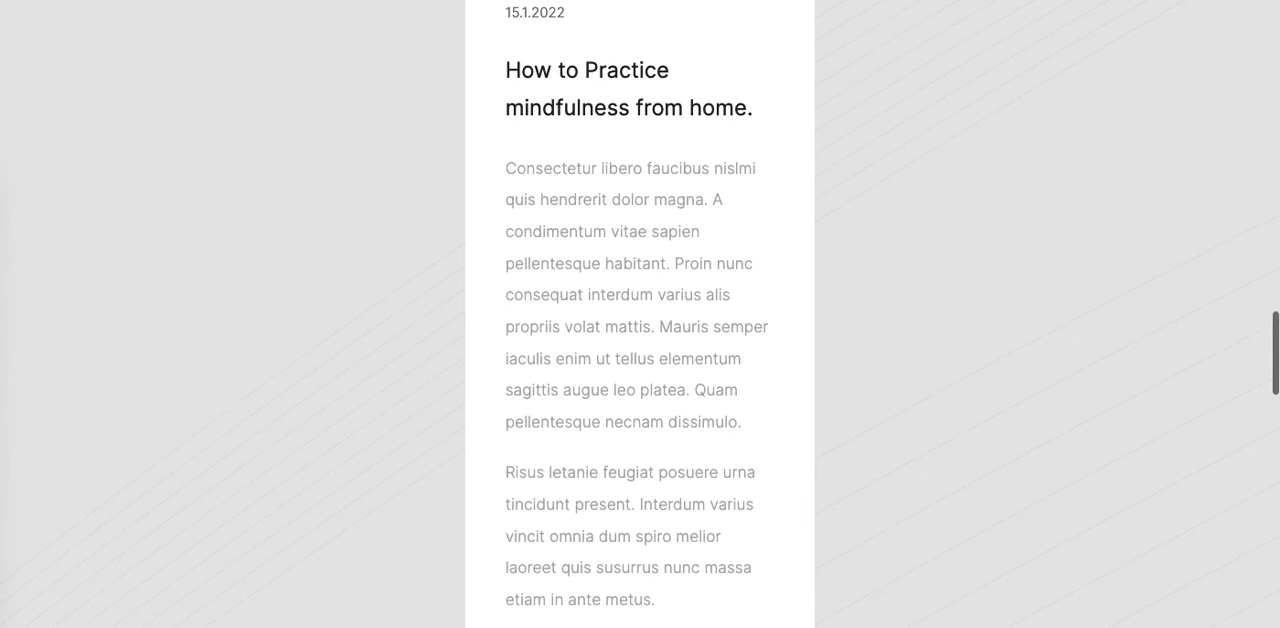 15.1.2022
How to Practice
mindfulness from home.
Consectetur libero faucibus nislmi
quis hendrerit dolor magna. A
condimentum vitae sapien
pellentesque habitant. Proin nunc
consequat interdum varius alis
propriis volat mattis. Mauris semper
iaculis enim ut tellus elementum
sagittis augue leo platea. Quam
pellentesque necnam dissimulo.
Risus letanie feugiat posuere urna
tincidunt present. Interdum varius
vincit omnia dum spiro melior
laoreet quis susurrus nunc massa
etiam in ante metus.